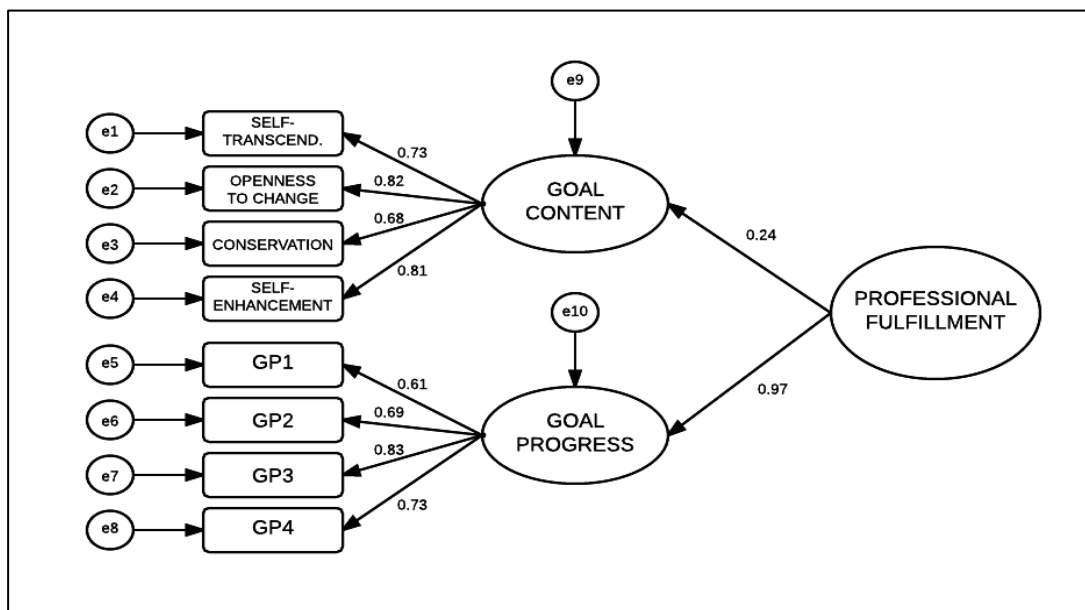 e9
e1
SELF-
TRANSCEND.
0.73
e2
OPENNESS
TO CHANGE
0.82
GOAL
CONTENT
e3
CONSERVATION
0.68
0.24
e4
SELF-
ENHANCEMENT
0.81
PROFESSIONAL
FULFILLMENT
e10
e5
GP1
0.61
0.97
e6
GP2
0.69
GOAL
PROGRESS
e7
GP3
0.83
e8
GP4
0.73